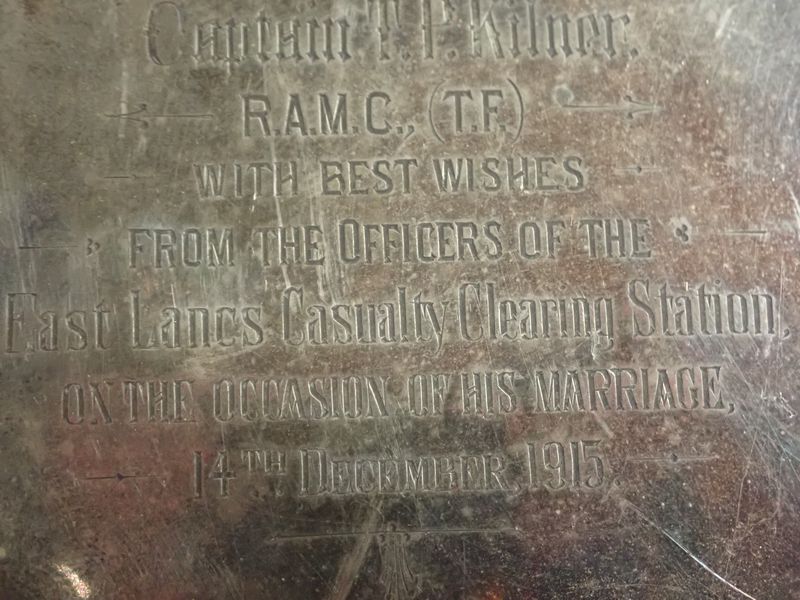 Captain T. P. Kilner.
R.A.M.C., (T.F.)
WITH BEST WISHES
FROM THE OFFICERS OF THE
East Lancs Casualty Clearing Station,
ON THE OCCASION OF HIS MARRIAGE,
14TH DECEMBER, 1915.